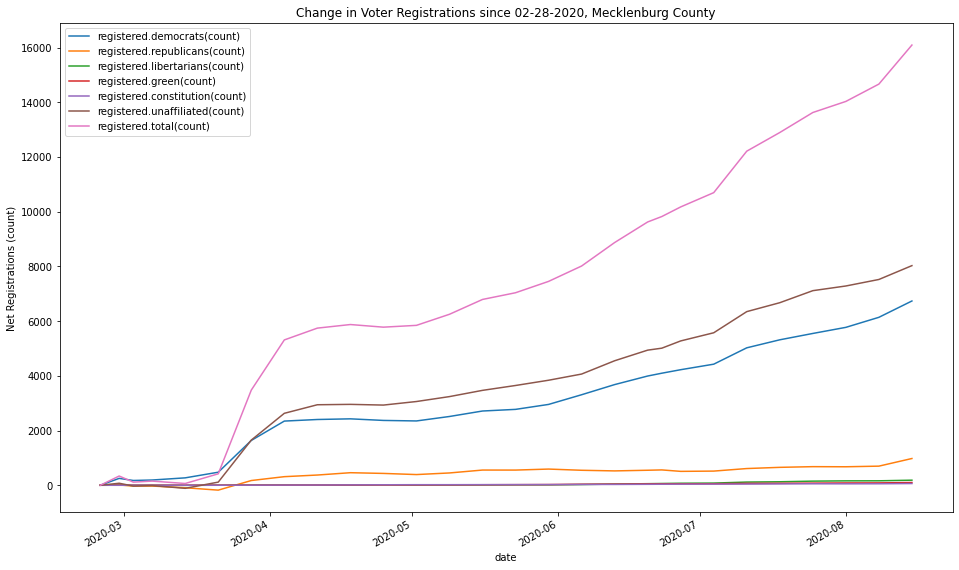 Change in Voter Registrations since 02-28-2020, Mecklenburg County
registered.democrats(count)
registered.republicans(count)
registered.libertarians(count)
registered.green(count)
registered.constitution(count)
registered.unaffiliated(count)
registered.total(count)
Net Registrations (count)
16000
14000
12000
10000
8000
6000
4000
2000
0
2020-03
2020-04
2020-05
2020-06
2020-07
2020-08
date